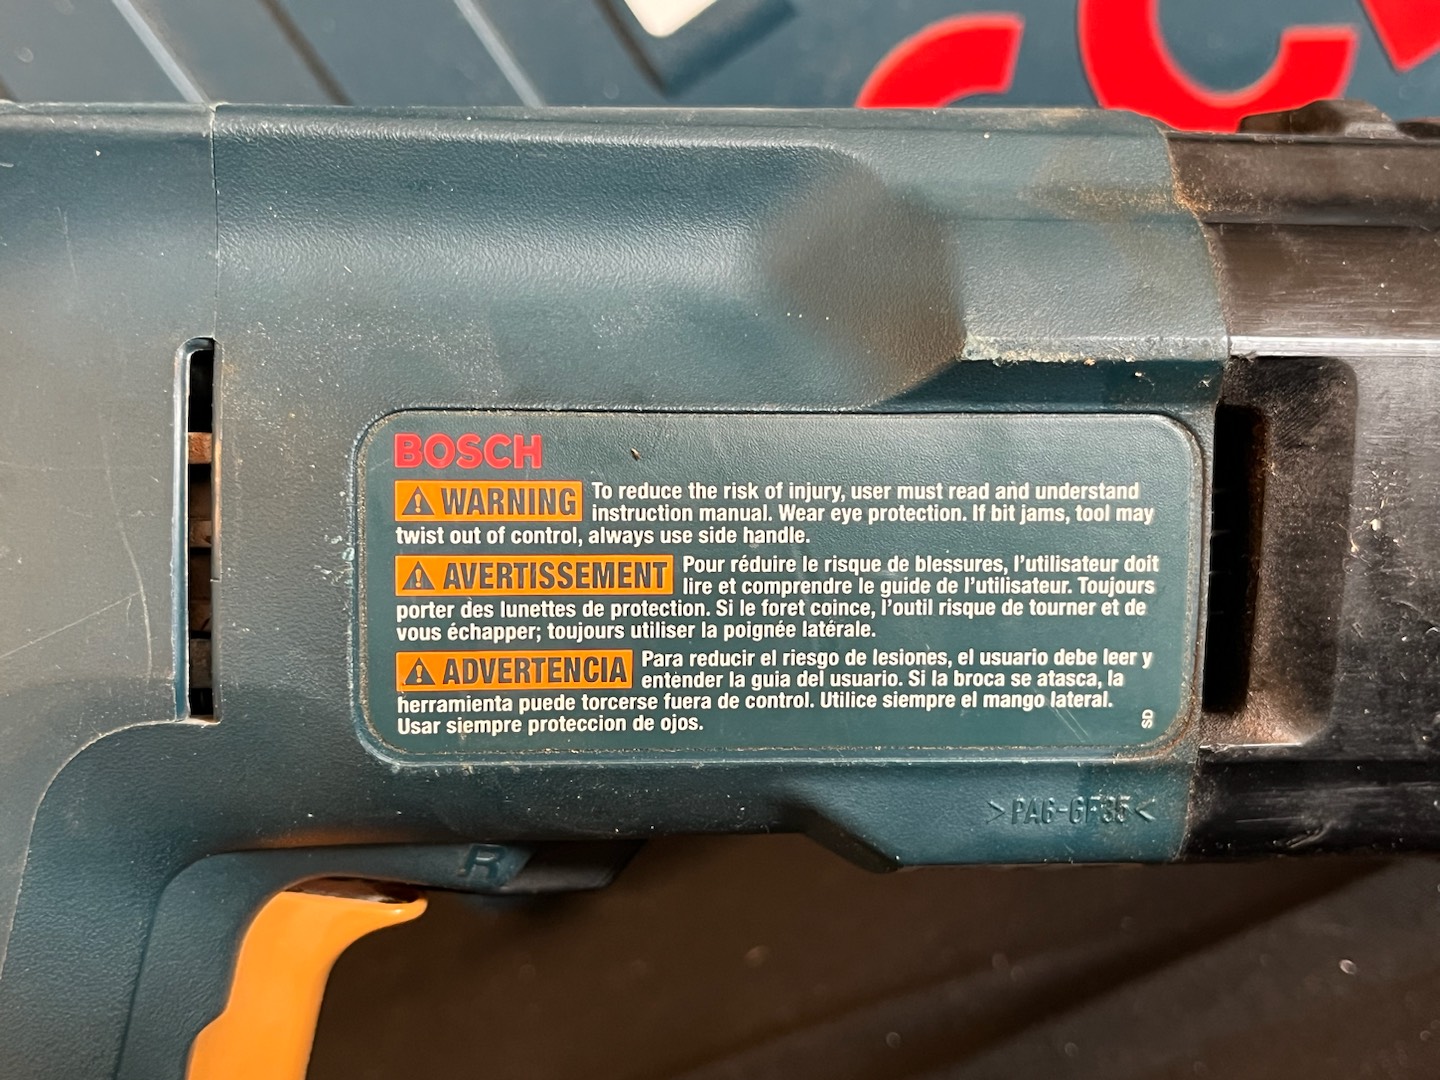 BOSCH
⚠ WARNING To reduce the risk of injury, user must read and understand
instruction manual. Wear eye protection. If bit jams, tool may
twist out of control, always use side handle.
⚠ AVERTISSEMENT Pour réduire le risque de blessures, l'utilisateur doit
lire et comprendre le guide de l'utilisateur. Toujours
porter des lunettes de protection. Si le foret coince, l'outil risque de tourner et de
vous échapper; toujours utiliser la poignée latérale.
⚠ ADVERTENCIA Para reducir el riesgo de lesiones, el usuario debe leer y
entender la guia del usuario. Si la broca se atasca, la
herramienta puede torcerse fuera de control. Utilice siempre el mango lateral.
Usar siempre proteccion de ojos.
SD
>PA6-GF35<
R